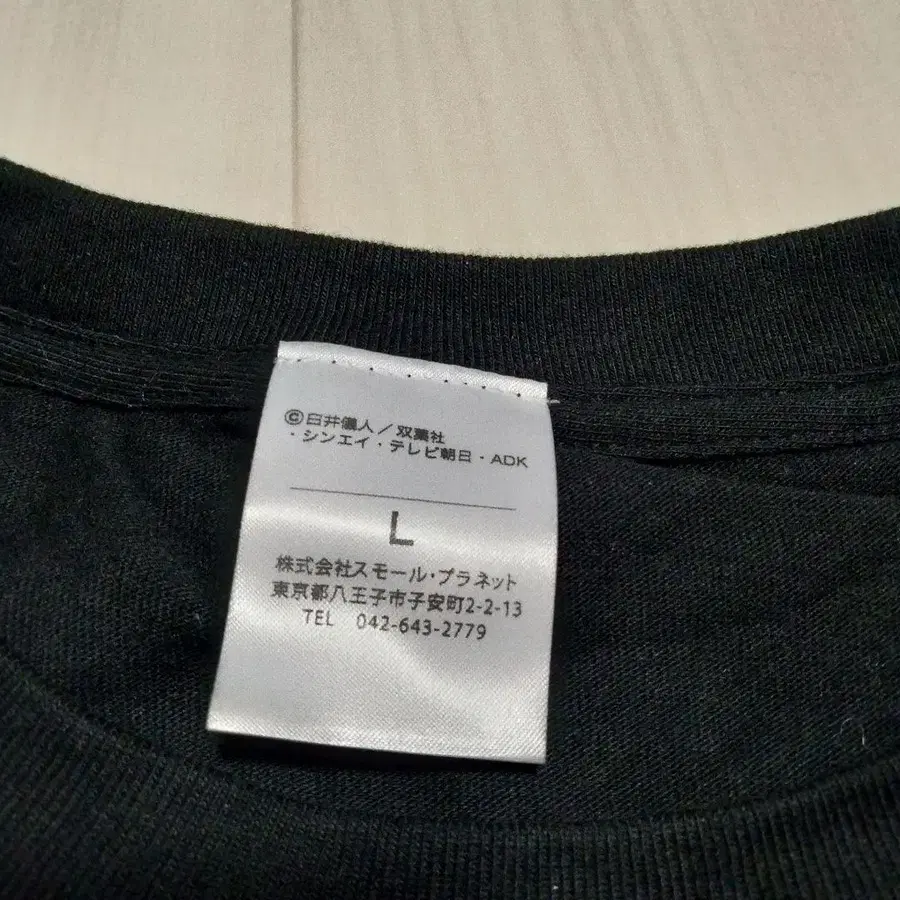 ©臼井儀人／双葉社
・シンエイ・テレビ朝日・ADK
L
株式会社スモール・プラネット
東京都八王子市子安町2-2-13
TEL 042-643-2779